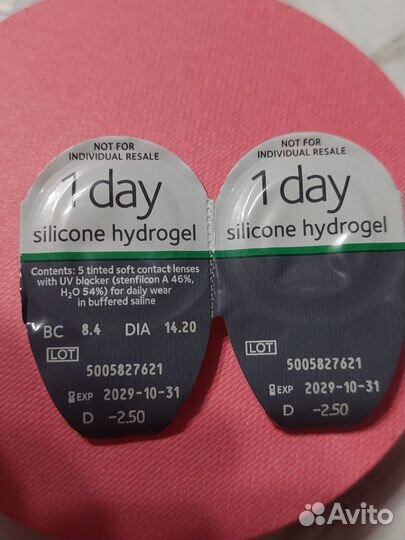 NOT FOR
INDIVIDUAL RESALE
1 day
silicone hydrogel
Contents: 5 tinted soft contact lenses
with UV blocker (stenfilcon A 46%,
H₂O 54%) for daily wear
in buffered saline
BC 8.4 DIA 14.20
LOT
5005827621
EXP 2029-10-31
D -2.50
NOT FOR
INDIVIDUAL RESALE
1 day
silicone hydrogel
LOT
5005827621
EXP 2029-10-31
D -2.50
Avito